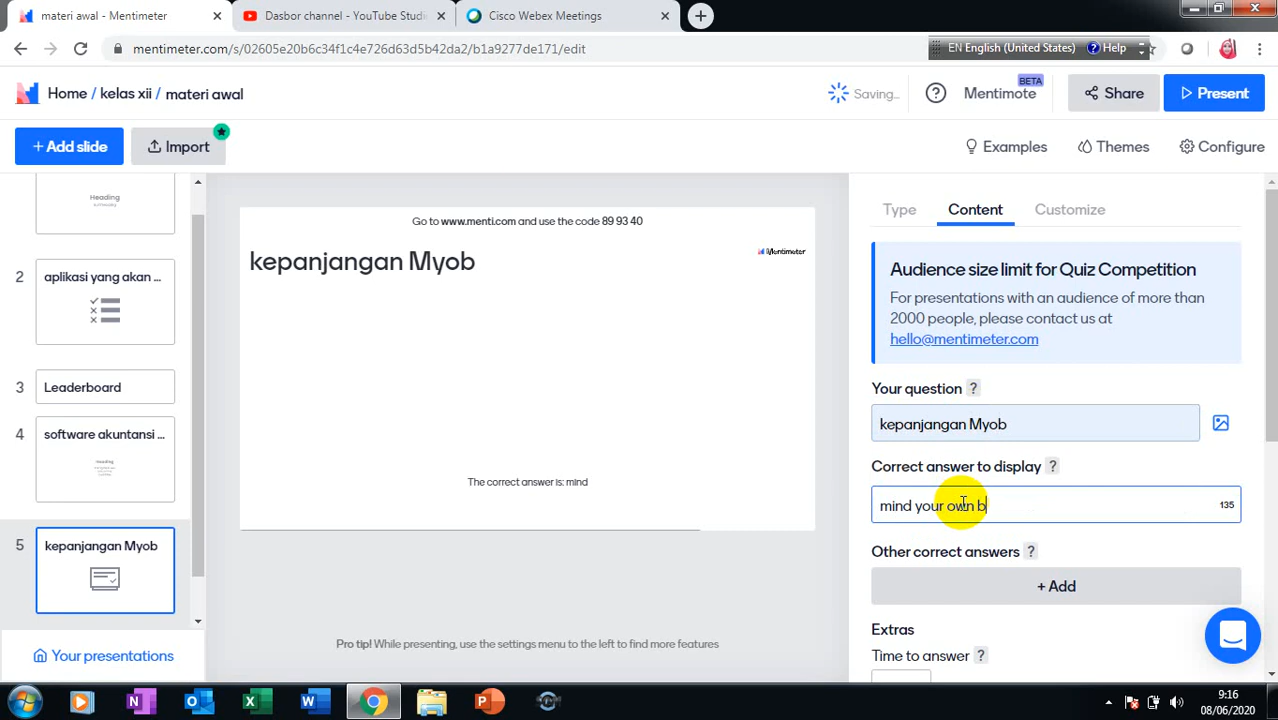 materi awal - Mentimeter
Dasbor channel - YouTube Stud
Cisco Webex Meetings
mentimeter.com/s/02605e20b6c34f1c4e726d63d5b42da2/b1a9277de171/edit
EN English (United States)
Help
Home / kelas xii / materi awal
Saving...
Mentimote
BETA
Share
Present
+ Add slide
Import
Examples
Themes
Configure
Heading
2
aplikasi yang akan ...
3
Leaderboard
4
software akuntansi ...
Heading
5
kepanjangan Myob
Your presentations
Go to www.menti.com and use the code 89 93 40
kepanjangan Myob
Mentimeter
The correct answer is: mind
Pro tip! While presenting, use the settings menu to the left to find more features
Type
Content
Customize
Audience size limit for Quiz Competition
For presentations with an audience of more than
2000 people, please contact us at
hello@mentimeter.com
Your question ?
kepanjangan Myob
Correct answer to display ?
mind your own b
135
Other correct answers ?
+ Add
Extras
Time to answer ?
9:16
08/06/2020